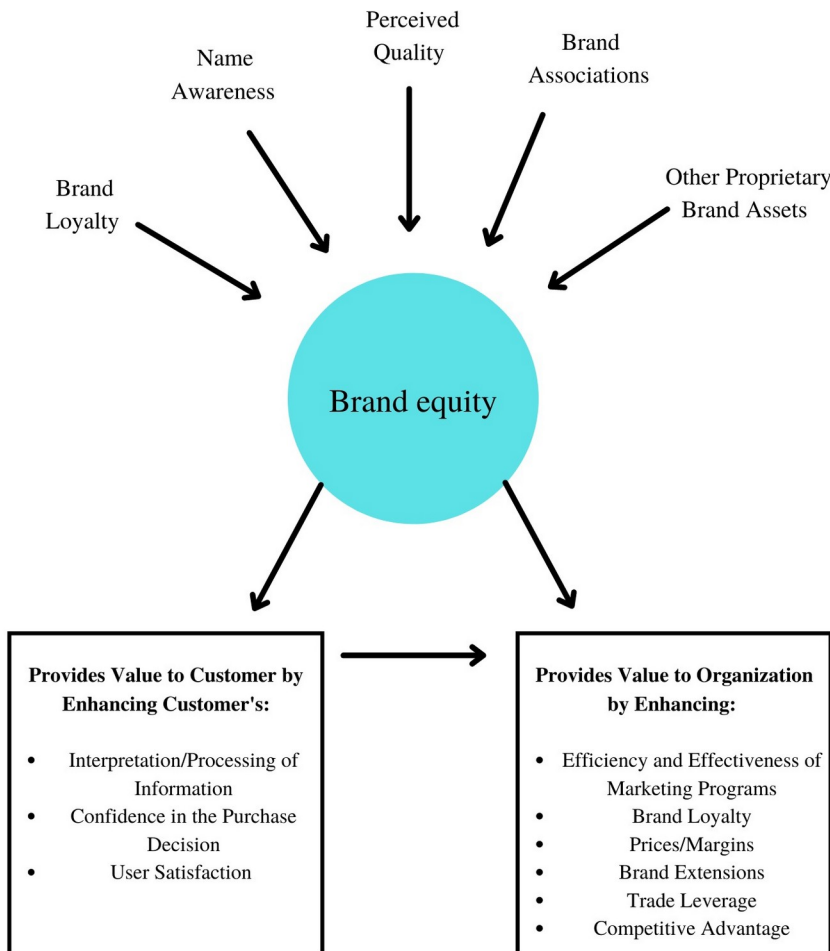 Perceived
Quality
Brand
Associations
Name
Awareness
Brand
Loyalty
Other Proprietary
Brand Assets
Brand equity
Provides Value to Customer by
Enhancing Customer's:
• Interpretation/Processing of
Information
• Confidence in the Purchase
Decision
• User Satisfaction
Provides Value to Organization
by Enhancing:
• Efficiency and Effectiveness of
Marketing Programs
• Brand Loyalty
• Prices/Margins
• Brand Extensions
• Trade Leverage
• Competitive Advantage